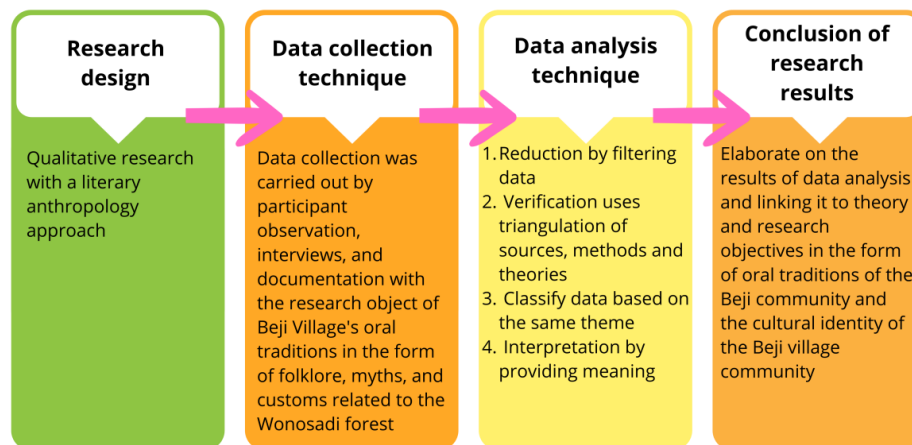 Research
design
Qualitative research
with a literary
anthropology
approach
Data collection
technique
Data collection was
carried out by
participant
observation,
interviews, and
documentation with
the research object of
Beji Village's oral
traditions in the form
of folklore, myths, and
customs related to the
Wonosadi forest
Data analysis
technique
1. Reduction by filtering
data
2. Verification uses
triangulation of
sources, methods and
theories
3. Classify data based on
the same theme
4. Interpretation by
providing meaning
Conclusion of
research
results
Elaborate on the
results of data analysis
and linking it to theory
and research
objectives in the form
of oral traditions of the
Beji community and
the cultural identity of
the Beji village
community